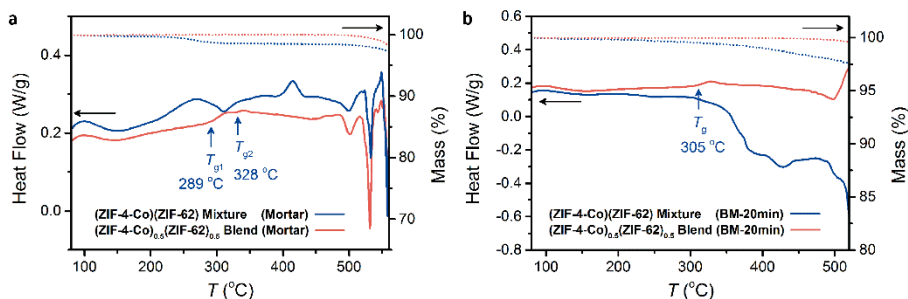 a
Heat Flow (W/g)
0.4
0.2
0.0
Tg1
289 °C
Tg2
328 °C
(ZIF-4-Co)(ZIF-62) Mixture (Mortar)
(ZIF-4-Co)0.5(ZIF-62)0.5 Blend (Mortar)
100
90
80
70
Mass (%)
100 200 300 400 500
T (°C)
b
Heat Flow (W/g)
0.6
0.4
0.2
0.0
-0.2
-0.4
-0.6
-0.8
Tg
305 °C
(ZIF-4-Co)(ZIF-62) Mixture (BM-20min)
(ZIF-4-Co)0.5(ZIF-62)0.5 Blend (BM-20min)
100
95
90
85
80
Mass (%)
100 200 300 400 500
T (°C)